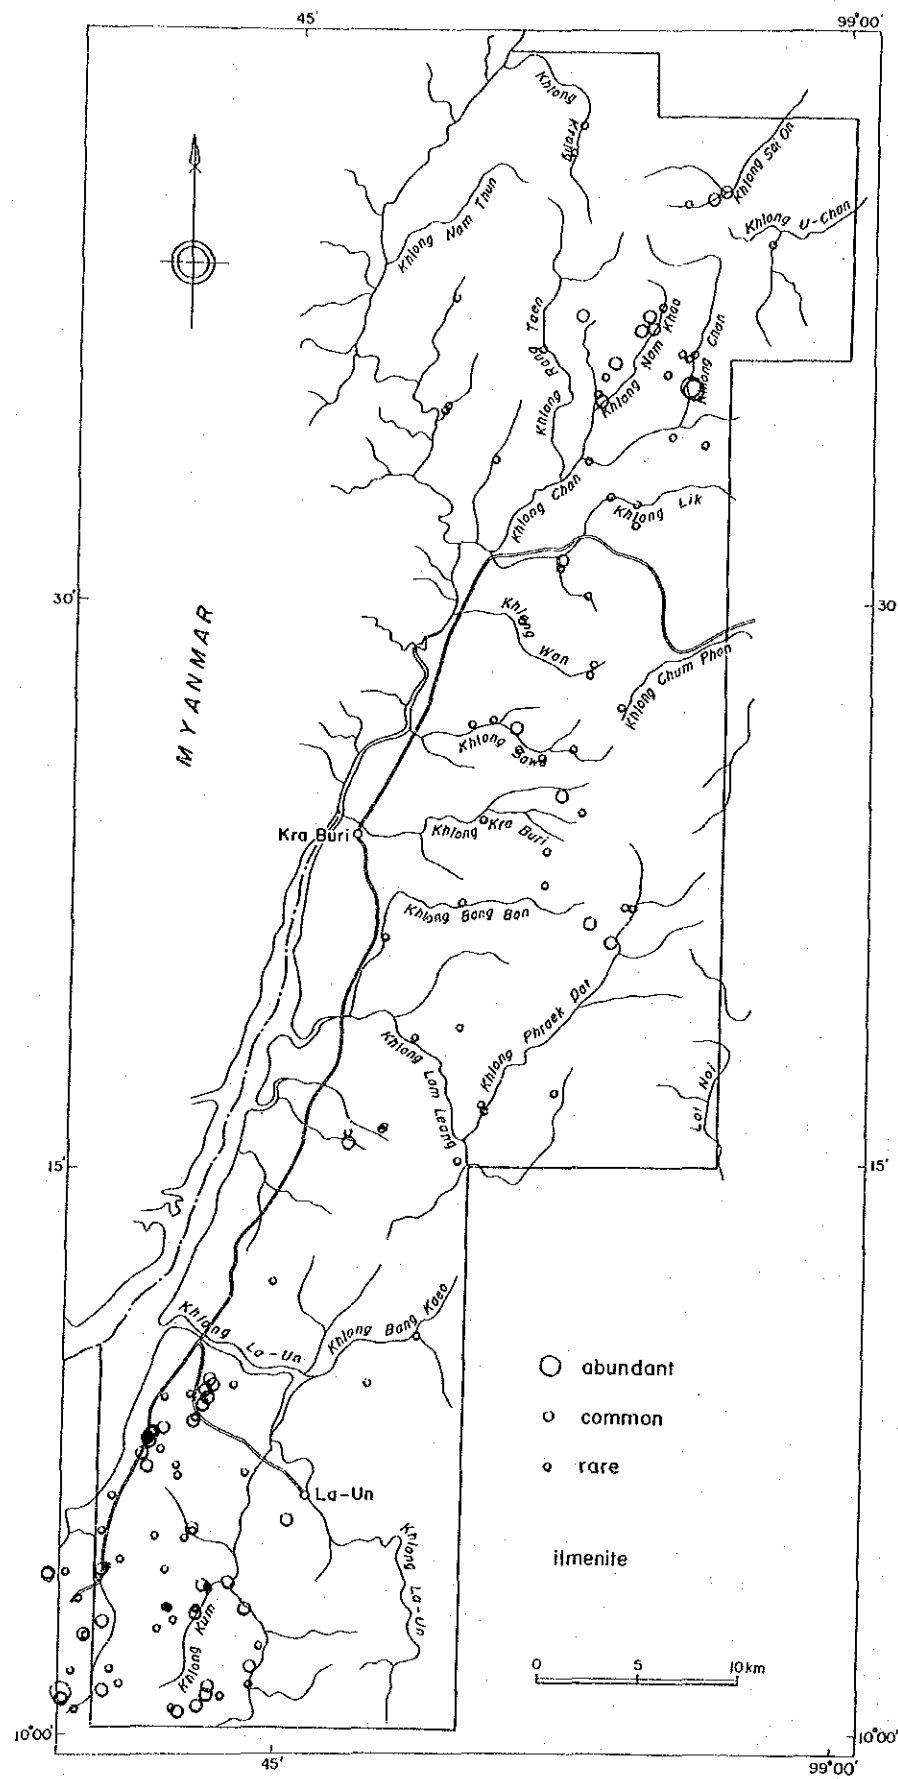 45'
99°00'
Khlong
Krang
Khlong Sai On
Khlong U-Chan
Khlong Nam Thun
Khlong Rang Taen
Khlong Nam Khao
Khlong Chan
Khlong Chan
Khlong Lik
30'
30'
MYANMAR
Khlong
Wan
Khlong Chum Phon
Khlong Bawe
Kra Buri
Khlong Kra Buri
Khlong Bang Bon
Khlong Phraek Dat
Khlong Lam Leang
Lat Noi
15'
15'
Khlong La-Un
Khlong Bang Kaeo
abundant
common
rare
La-Un
Khlong La-Un
ilmenite
Khlong Kum
0 5 10km
10°00'
10°00'
45'
99°00'